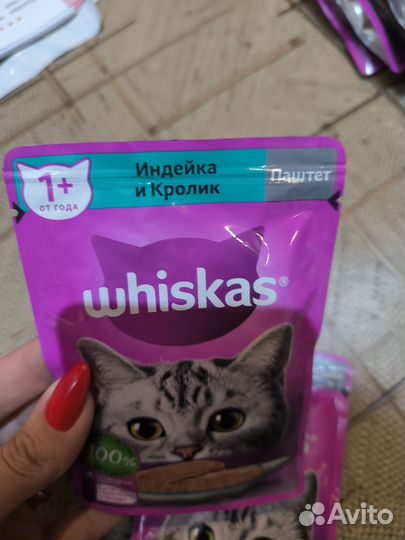 1+
ОТ ГОДА
Индейка
и Кролик
Паштет
whiskas®
100%
Avito